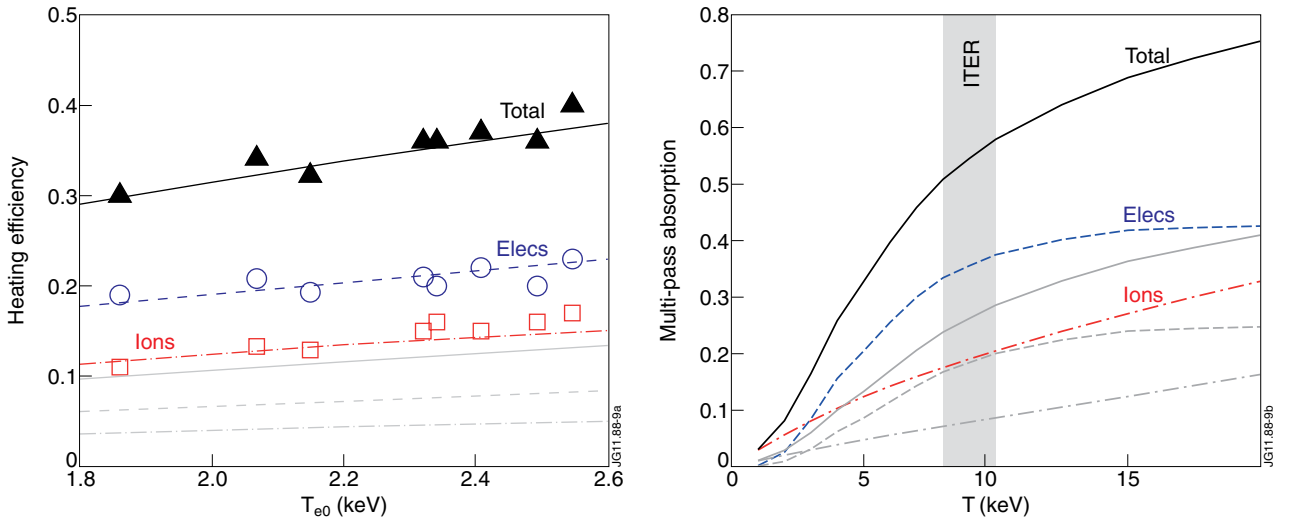 0.5
0.4
0.3
0.2
0.1
0
Heating efficiency
Total
Elecs
Ions
1.8
2.0
2.2
2.4
2.6
Te0 (keV)
JG11.88-9a
0.8
0.7
0.6
0.5
0.4
0.3
0.2
0.1
Multi-pass absorption
ITER
Total
Elecs
Ions
0
5
10
15
T (keV)
JG11.88-9b